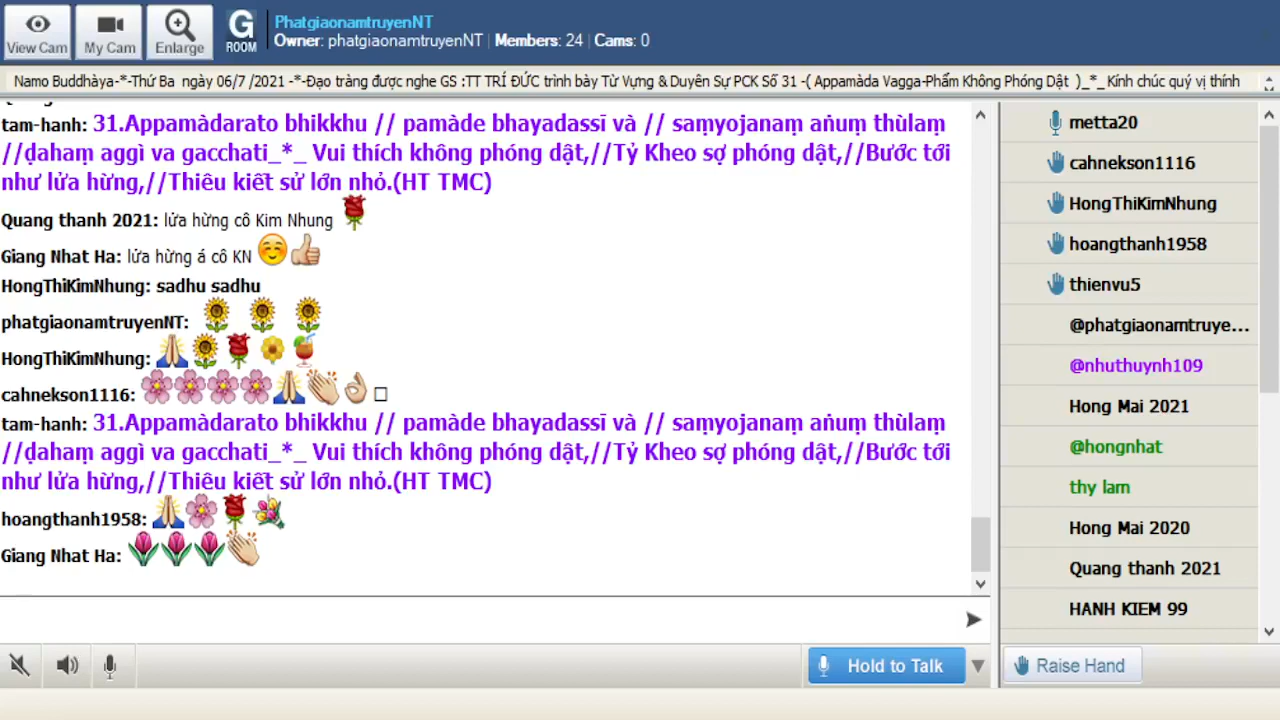 View Cam
My Cam
Enlarge
G
ROOM
PhatgiaonamtruyenNT
Owner: phatgiaonamtruyenNT | Members: 24 | Cams: 0
Namo Buddhàya-*-Thứ Ba ngày 06/7 /2021 -*-Đạo tràng được nghe GS :TT TRÍ ĐỨC trình bày Từ Vựng & Duyên Sự PCK Số 31 -( Appamàda Vagga-Phẩm Không Phóng Dật )_*_ Kính chúc quý vị thính
tam-hanh: 31.Appamàdarato bhikkhu // pamàde bhayadassī và // saṃyojanaṃ aṅuṃ thùlaṃ
//ḍahaṃ aggì va gacchati_*_ Vui thích không phóng dật,//Tỷ Kheo sợ phóng dật,//Bước tới
như lửa hừng,//Thiêu kiết sử lớn nhỏ.(HT TMC)
Quang thanh 2021: lửa hừng cô Kim Nhung
Giang Nhat Ha: lửa hừng á cô KN
HongThiKimNhung: sadhu sadhu
phatgiaonamtruyenNT:
HongThiKimNhung:
cahnekson1116:
tam-hanh: 31.Appamàdarato bhikkhu // pamàde bhayadassī và // saṃyojanaṃ aṅuṃ thùlaṃ
//ḍahaṃ aggì va gacchati_*_ Vui thích không phóng dật,//Tỷ Kheo sợ phóng dật,//Bước tới
như lửa hừng,//Thiêu kiết sử lớn nhỏ.(HT TMC)
hoangthanh1958:
Giang Nhat Ha:
Hold to Talk
metta20
cahnekson1116
HongThiKimNhung
hoangthanh1958
thienvu5
@phatgiaonamtruye...
@nhuthuynh109
Hong Mai 2021
@hongnhat
thy lam
Hong Mai 2020
Quang thanh 2021
HANH KIEM 99
Raise Hand